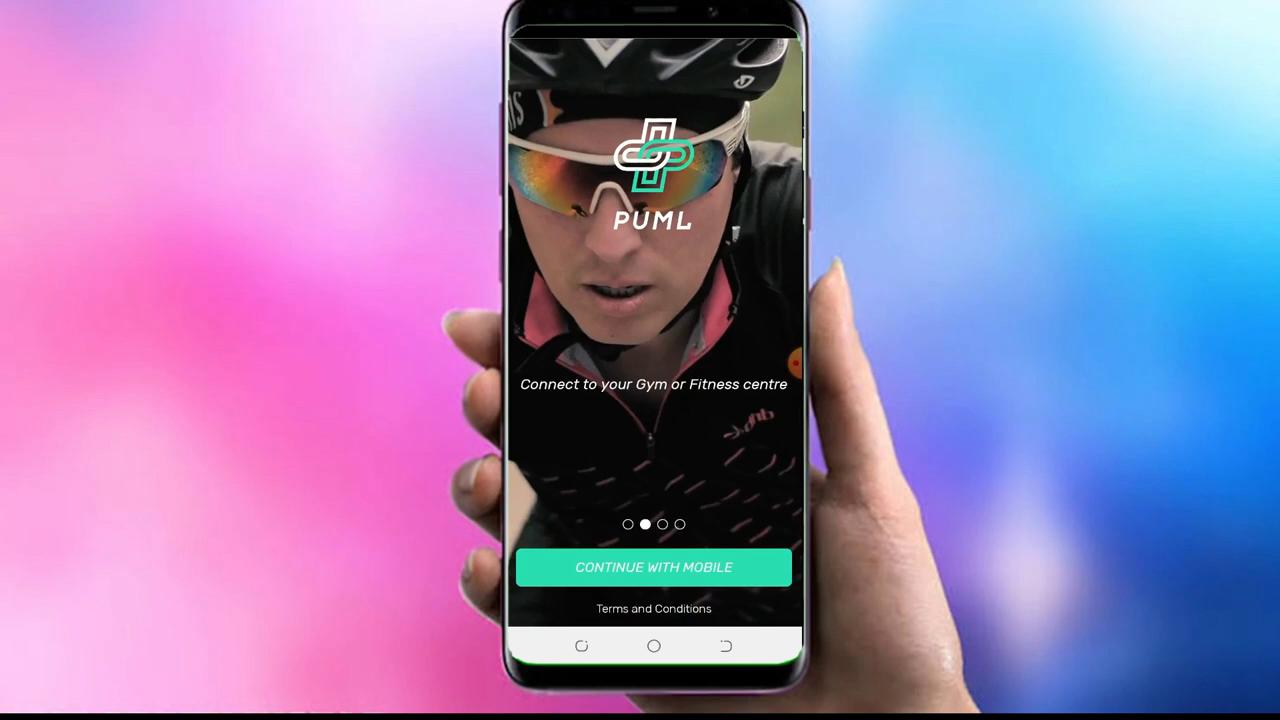 PUML
Connect to your Gym or Fitness centre
CONTINUE WITH MOBILE
Terms and Conditions